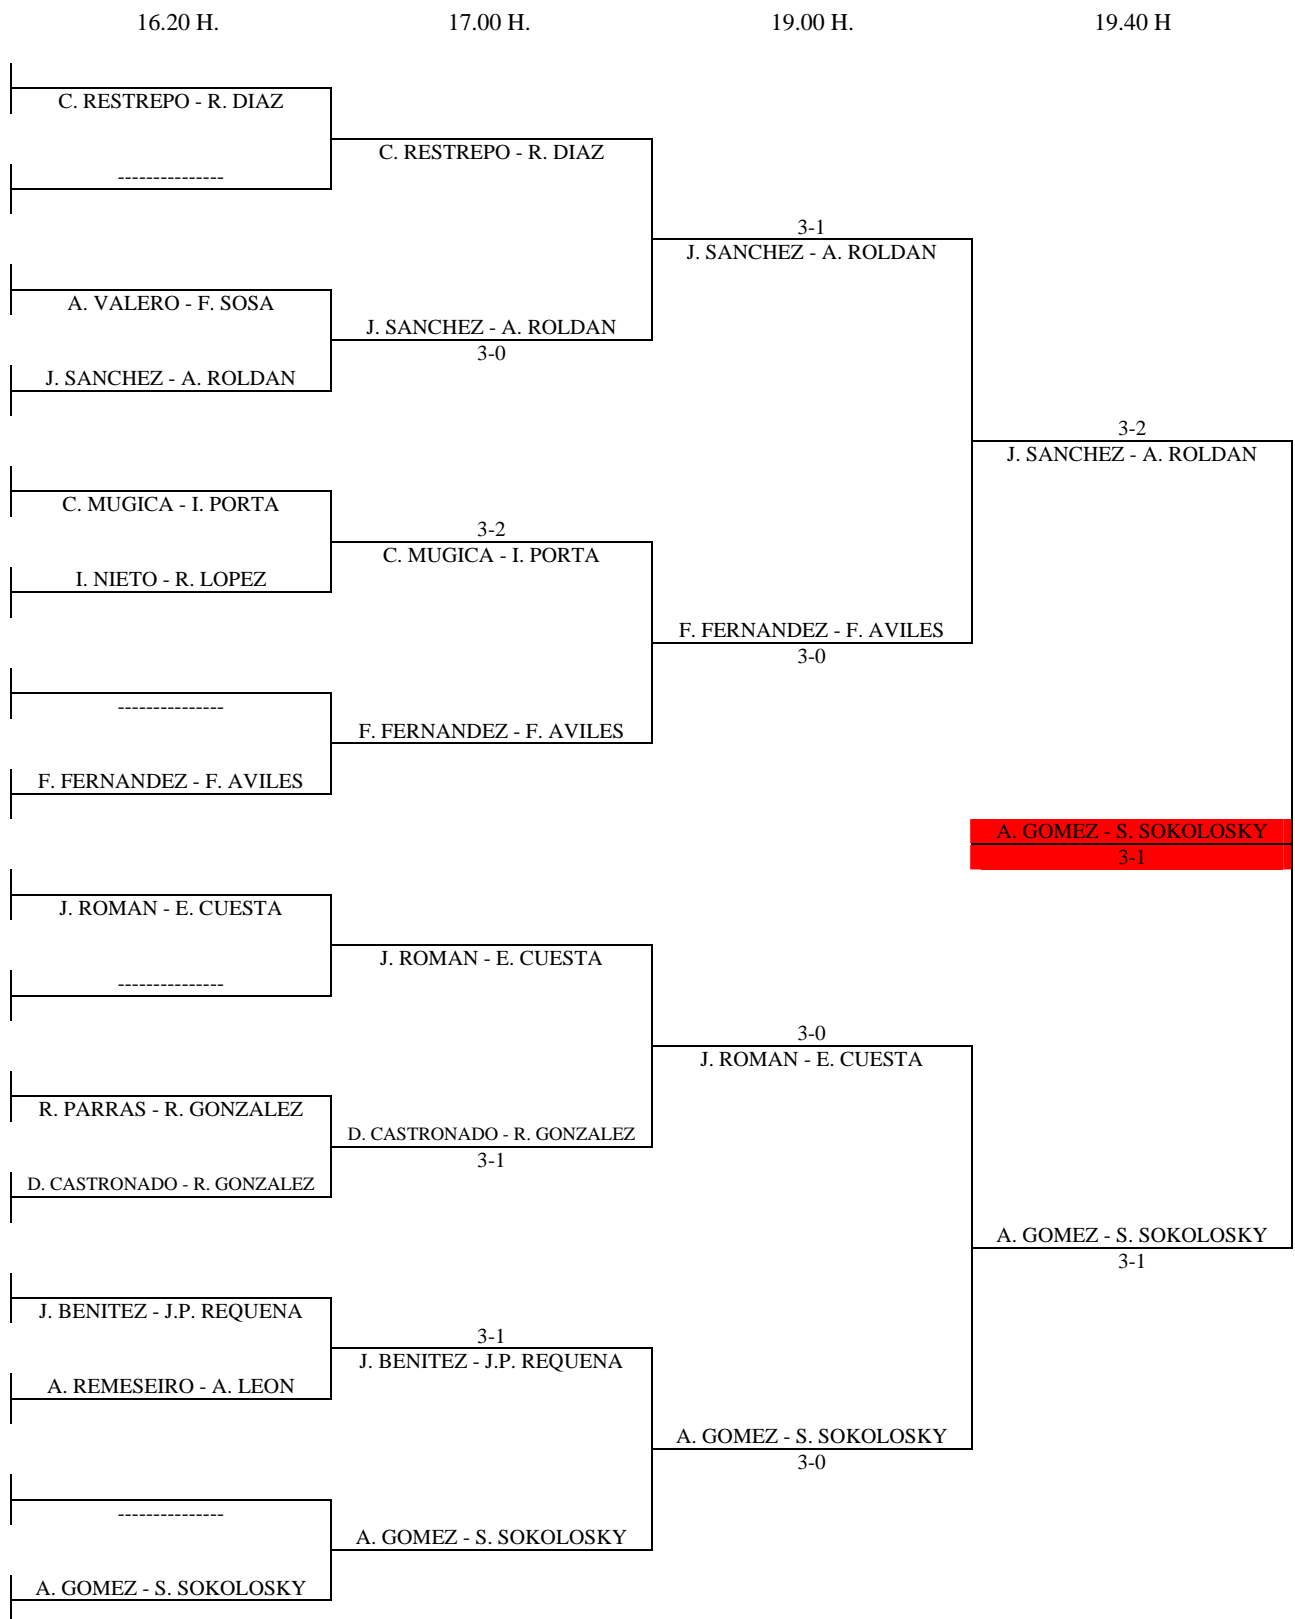 16.20 H. 17.00 H. 19.00 H. 19.40 H
C. RESTREPO - R. DIAZ
C. RESTREPO - R. DIAZ
---------------
3-1
J. SANCHEZ - A. ROLDAN
A. VALERO - F. SOSA
J. SANCHEZ - A. ROLDAN
3-0
J. SANCHEZ - A. ROLDAN
3-2
J. SANCHEZ - A. ROLDAN
C. MUGICA - I. PORTA
3-2
C. MUGICA - I. PORTA
I. NIETO - R. LOPEZ
F. FERNANDEZ - F. AVILES
3-0
---------------
F. FERNANDEZ - F. AVILES
F. FERNANDEZ - F. AVILES
A. GOMEZ - S. SOKOLOSKY
3-1
J. ROMAN - E. CUESTA
J. ROMAN - E. CUESTA
---------------
3-0
J. ROMAN - E. CUESTA
R. PARRAS - R. GONZALEZ
D. CASTRONADO - R. GONZALEZ
3-1
D. CASTRONADO - R. GONZALEZ
A. GOMEZ - S. SOKOLOSKY
3-1
J. BENITEZ - J.P. REQUENA
3-1
J. BENITEZ - J.P. REQUENA
A. REMESEIRO - A. LEON
A. GOMEZ - S. SOKOLOSKY
3-0
---------------
A. GOMEZ - S. SOKOLOSKY
A. GOMEZ - S. SOKOLOSKY